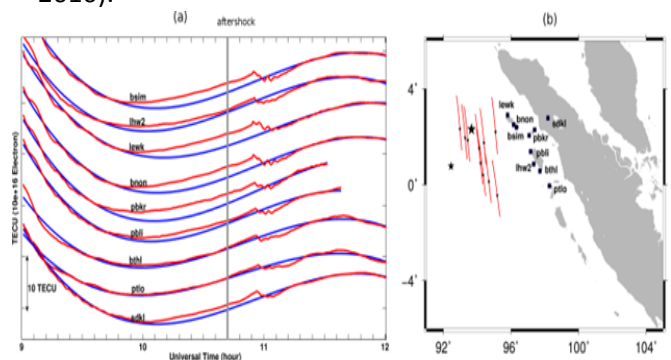 2010).
(a)
aftershock
(b)
bsim
lhw2
lewk
bnon
pbkr
pbli
bthl
ptlo
sdkl
TECU (10e+16 Electron)
10 TECU
9
10
11
12
Universal Time (hour)
4˚
0˚
−4˚
lewk
bnon
sdkl
bsim
pbkr
pbli
lhw2
bthl
ptlo
92˚
96˚
100˚
104˚